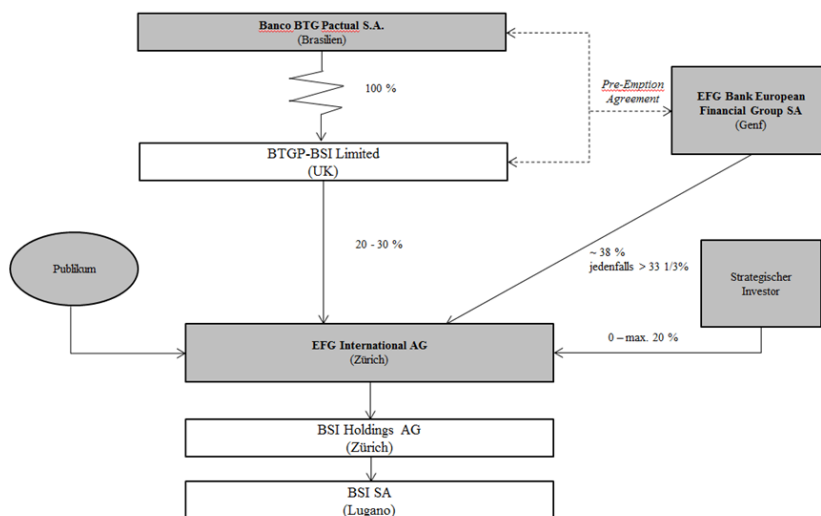 Banco BTG Pactual S.A.
(Brasilien)
100 %
Pre-Emption
Agreement
EFG Bank European
Financial Group SA
(Genf)
BTGP-BSI Limited
(UK)
20 - 30 %
~ 38 %
jedenfalls > 33 1/3%
Publikum
Strategischer
Investor
EFG International AG
(Zürich)
0 – max. 20 %
BSI Holdings AG
(Zürich)
BSI SA
(Lugano)